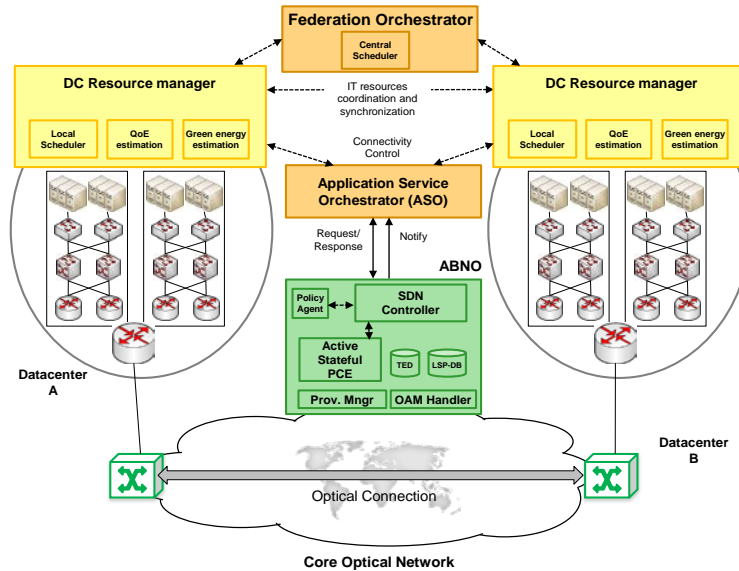 Federation Orchestrator
Central
Scheduler
DC Resource manager
Local
Scheduler
QoE
estimation
Green energy
estimation
IT resources
coordination and
synchronization
DC Resource manager
Local
Scheduler
QoE
estimation
Green energy
estimation
Connectivity
Control
Application Service
Orchestrator (ASO)
Request/
Response
Notify
ABNO
Policy
Agent
SDN
Controller
Active
Stateful
PCE
TED
LSP-DB
Prov. Mngr
OAM Handler
Datacenter
A
Datacenter
B
Optical Connection
Core Optical Network